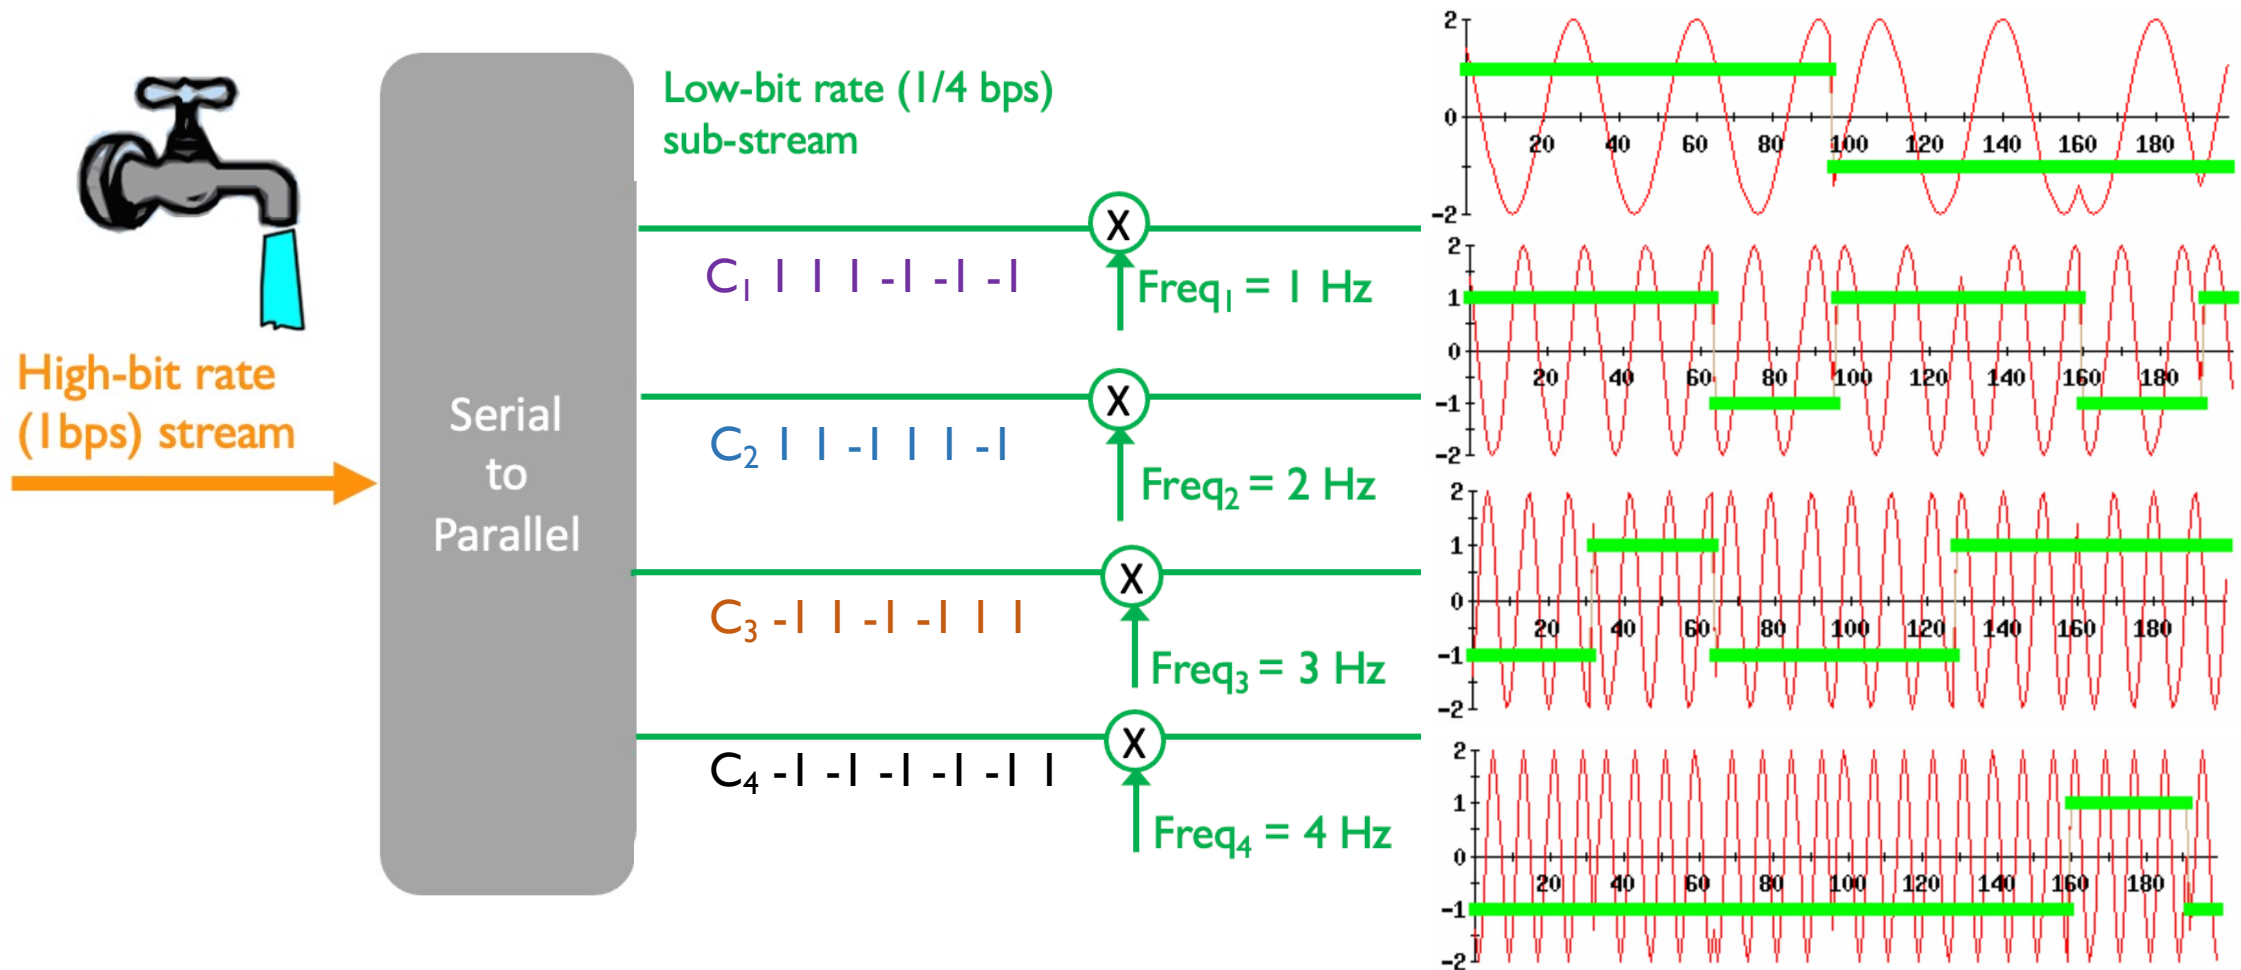 Low-bit rate (1/4 bps)
sub-stream
High-bit rate
(1bps) stream
Serial
to
Parallel
C1 1 1 1 -1 -1 -1
X
Freq1 = 1 Hz
C2 1 1 -1 1 1 -1
X
Freq2 = 2 Hz
C3 -1 1 -1 -1 1 1
X
Freq3 = 3 Hz
C4 -1 -1 -1 -1 -1 1
X
Freq4 = 4 Hz
2
0
20 40 60 80 100 120 140 160 180
-2
2
1
0
20 40 60 80 100 120 140 160 180
-1
-2
2
1
0
20 40 60 80 100 120 140 160 180
-1
-2
2
1
0
20 40 60 80 100 120 140 160 180
-1
-2